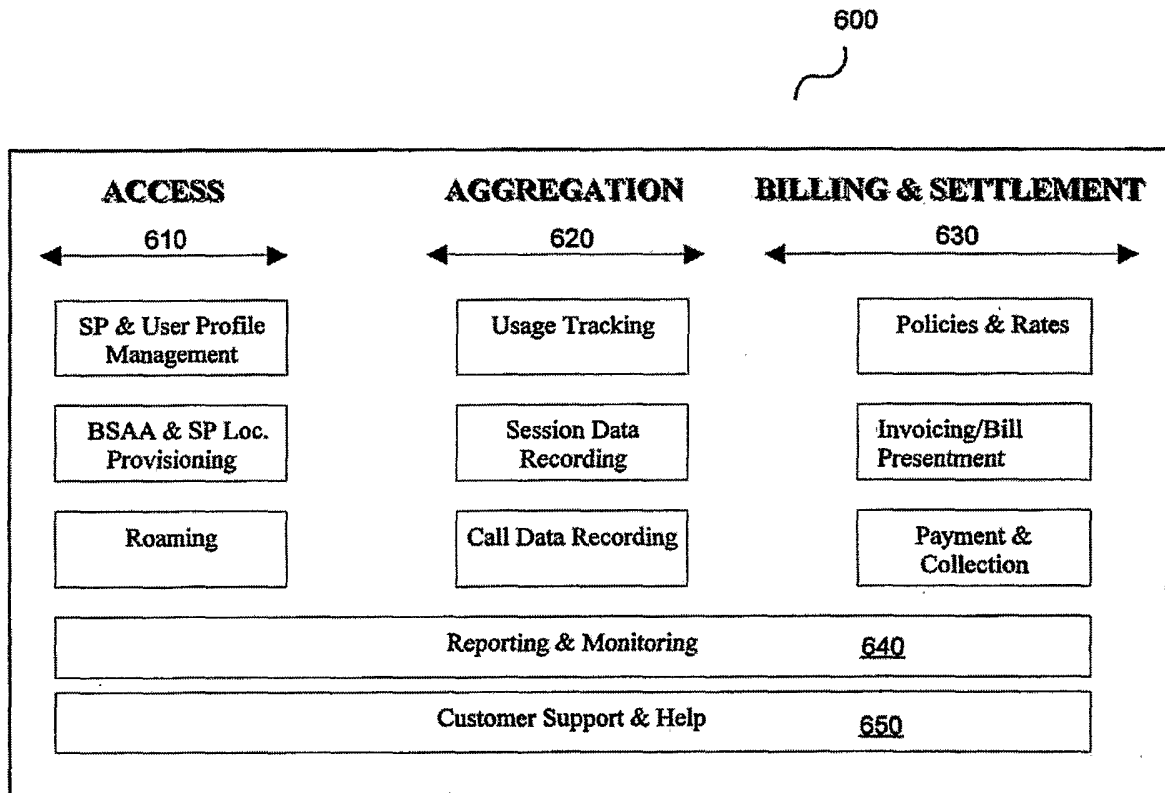 600
ACCESS AGGREGATION BILLING & SETTLEMENT
610 620 630
SP & User Profile
Management
Usage Tracking
Policies & Rates
BSAA & SP Loc.
Provisioning
Session Data
Recording
Invoicing/Bill
Presentment
Roaming
Call Data Recording
Payment &
Collection
Reporting & Monitoring 640
Customer Support & Help 650